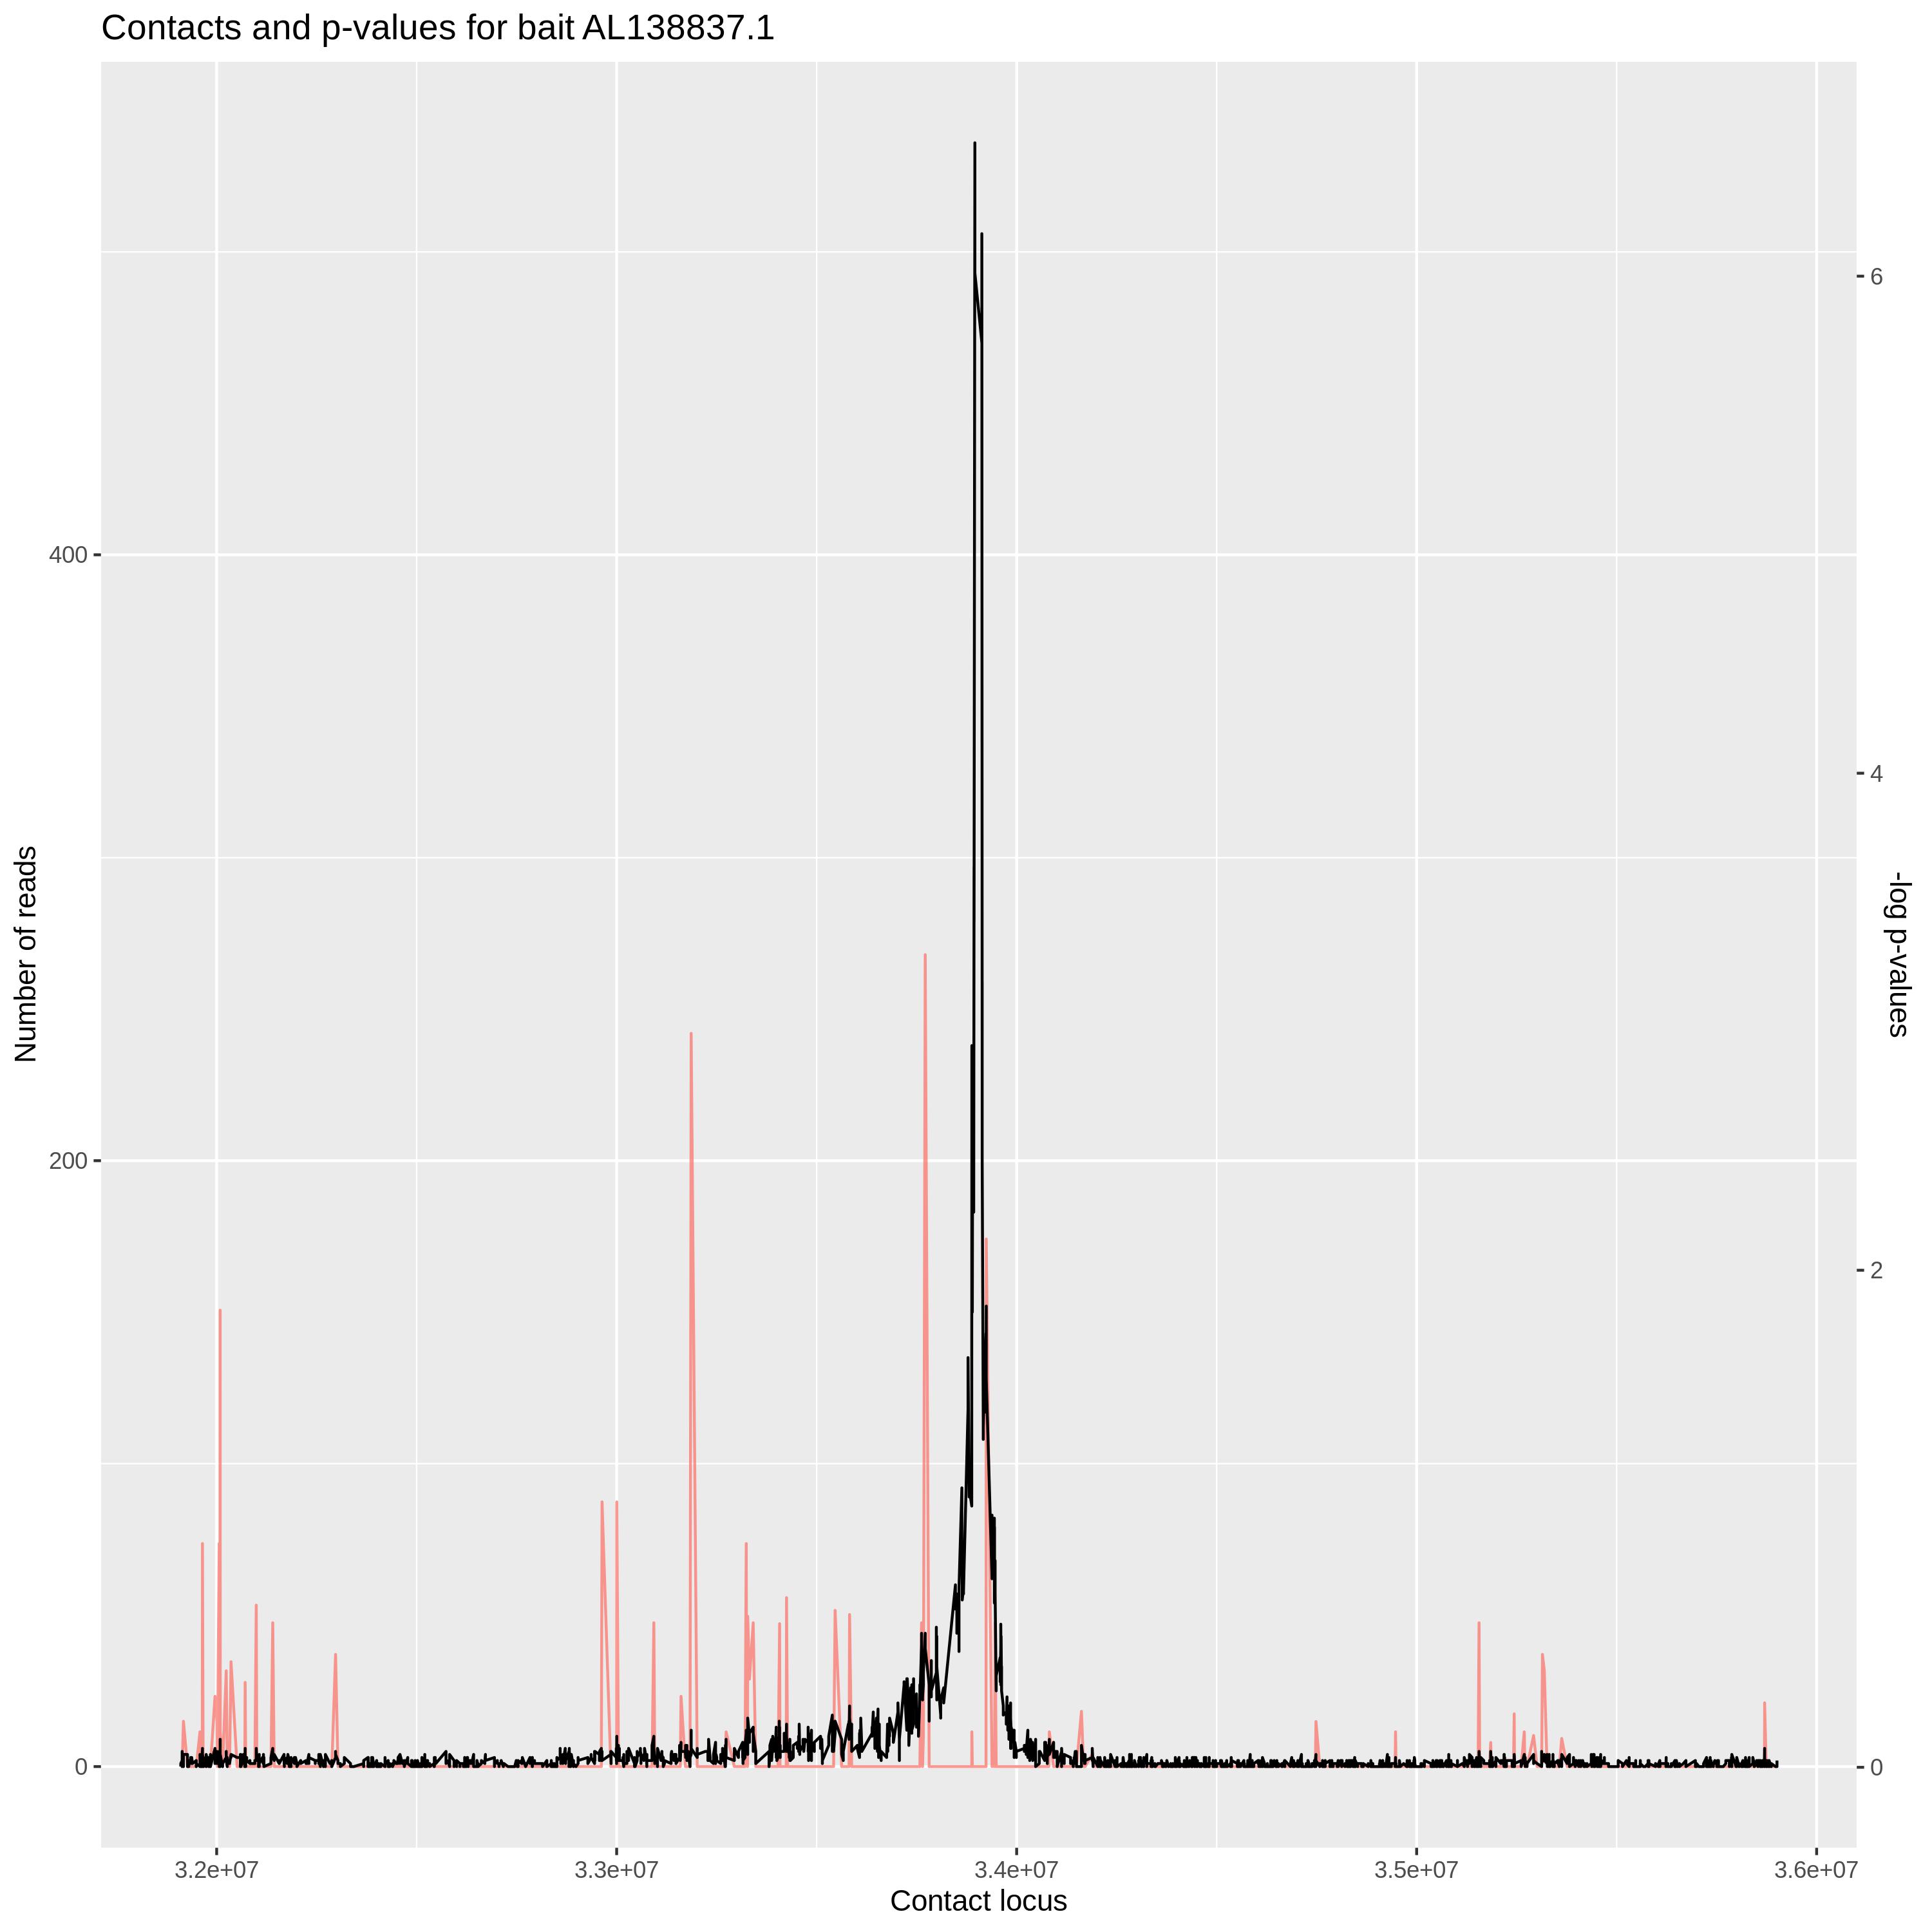 Contacts and p-values for bait AL138837.1
Number of reads
400
200
0
6
4
2
0
-log p-values
3.2e+07 3.3e+07 3.4e+07 3.5e+07 3.6e+07
Contact locus